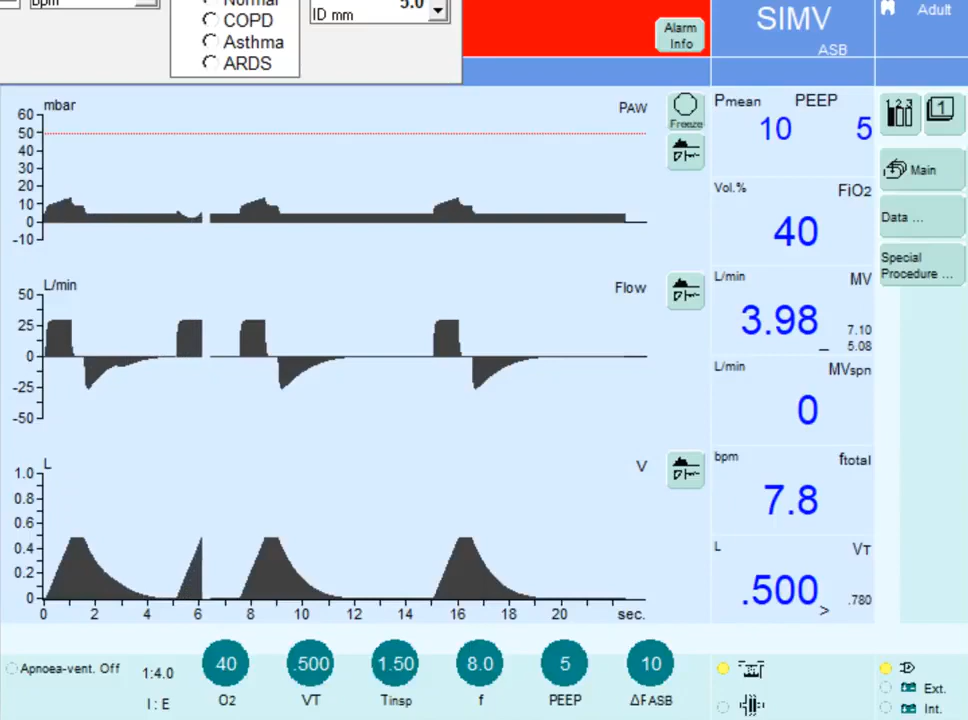 bpm
Normal
COPD
Asthma
ARDS
ID mm
5.0
Alarm
Info
SIMV
ASB
Adult
mbar
PAW
60
50
40
30
20
10
0
-10
Freeze
Pmean
PEEP
10
5
1 2 3
1
Main
Data ...
Special
Procedure ...
Vol.%
FiO2
40
L/min
Flow
50
25
0
-25
-50
L/min
MV
3.98
7.10
5.08
L/min
MVspn
0
L
V
1.0
0.8
0.6
0.4
0.2
0
0 2 4 6 8 10 12 14 16 18 20 sec.
bpm
ftotal
7.8
L
VT
.500
>
.780
Apnoea-vent. Off
1:4.0
I : E
40
.500
1.50
8.0
5
10
O2
VT
Tinsp
f
PEEP
ΔFASB
Ext.
Int.